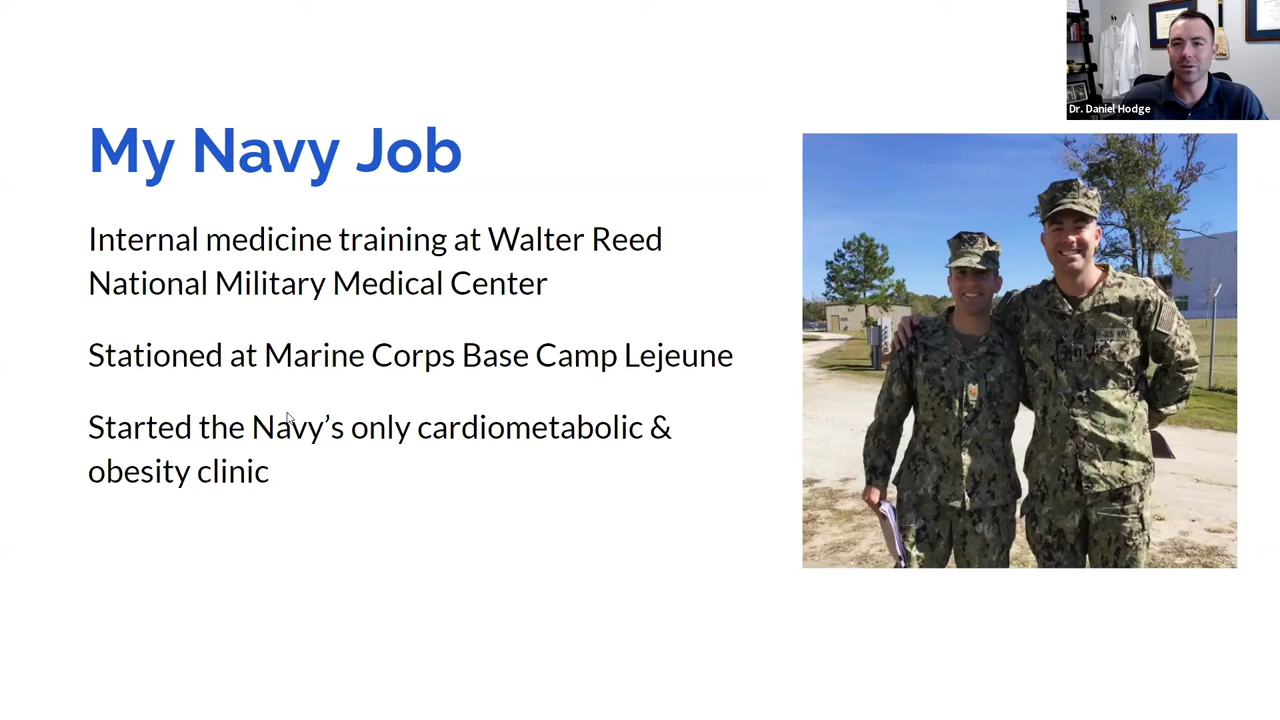 Dr. Daniel Hodge
My Navy Job
Internal medicine training at Walter Reed
National Military Medical Center
Stationed at Marine Corps Base Camp Lejeune
Started the Navy's only cardiometabolic &
obesity clinic
U.S. NAVY